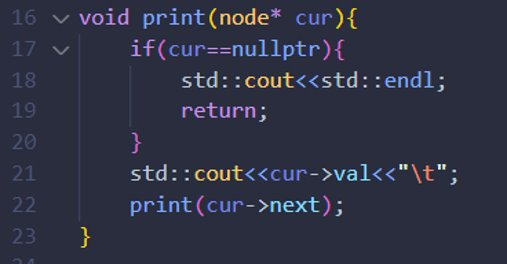 16 void print(node* cur){
17 if(cur==nullptr){
18 std::cout<<std::endl;
19 return;
20 }
21 std::cout<<cur->val<<"\t";
22 print(cur->next);
23 }